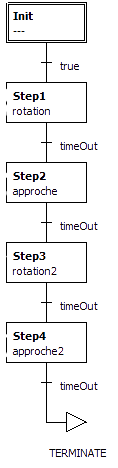 Init
---
true
Step1
rotation
timeOut
Step2
approche
timeOut
Step3
rotation2
timeOut
Step4
approche2
timeOut
TERMINATE